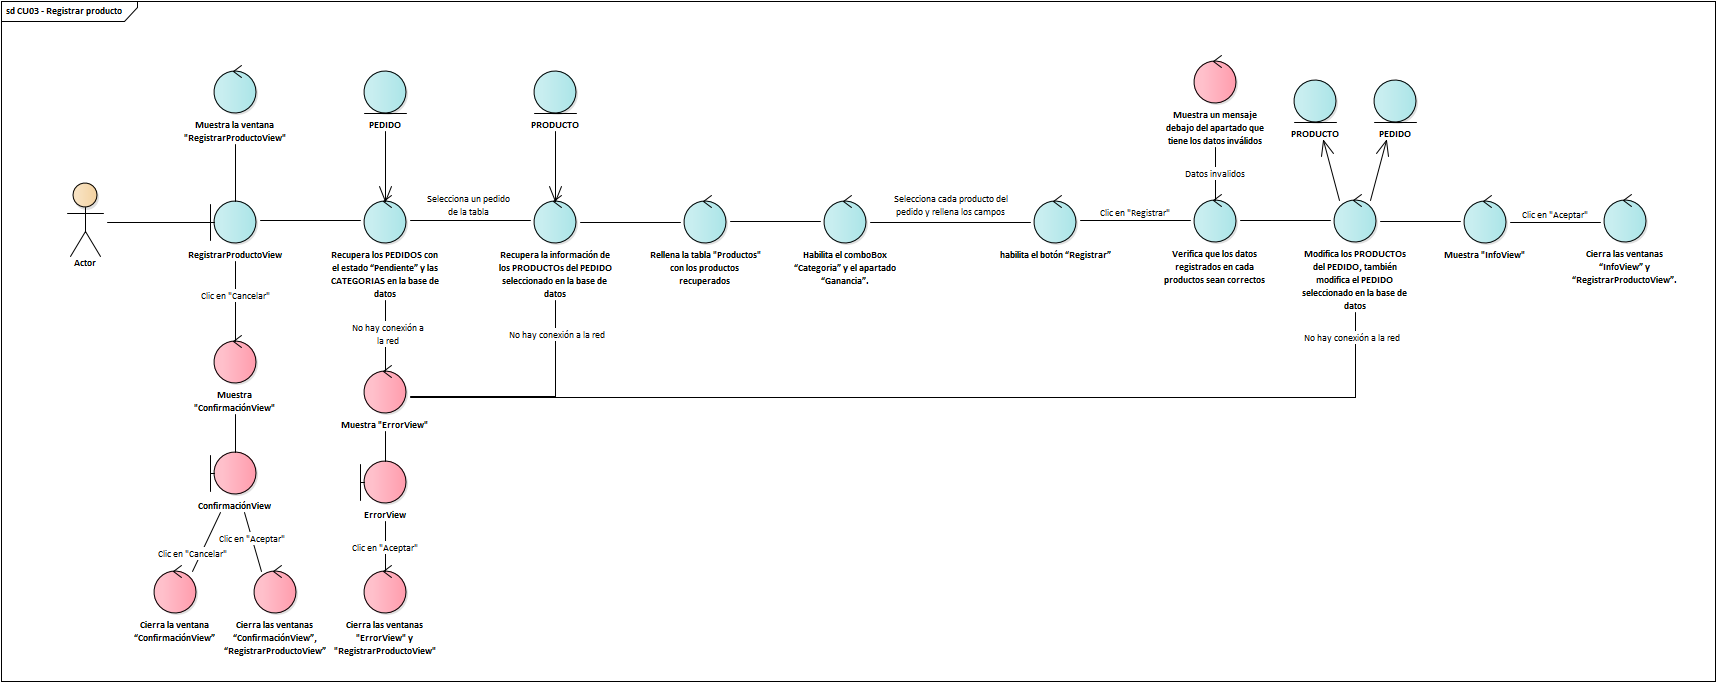 sd CU03 - Registrar producto
Muestra la ventana
"RegistrarProductoView"
PEDIDO
PRODUCTO
Muestra un mensaje
debajo del apartado que
tiene los datos inválidos
PRODUCTO
PEDIDO
Datos invalidos
Actor
RegistrarProductoView
Recupera los PEDIDOS con
el estado “Pendiente” y las
CATEGORIAS en la base de
datos
Selecciona un pedido
de la tabla
Recupera la información de
los PRODUCTOs del PEDIDO
seleccionado en la base de
datos
Rellena la tabla "Productos"
con los productos
recuperados
Habilita el comboBox
“Categoria” y el apartado
“Ganancia”.
Selecciona cada producto del
pedido y rellena los campos
habilita el botón “Registrar”
Clic en "Registrar"
Verifica que los datos
registrados en cada
productos sean correctos
Modifica los PRODUCTOs
del PEDIDO, también
modifica el PEDIDO
seleccionado en la base de
datos
Muestra "InfoView"
Clic en "Aceptar"
Cierra las ventanas
“InfoView” y
“RegistrarProductoView”.
Clic en "Cancelar"
No hay conexión a
la red
No hay conexión a la red
No hay conexión a la red
Muestra
"ConfirmaciónView"
Muestra "ErrorView"
ConfirmaciónView
ErrorView
Clic en "Cancelar"
Clic en "Aceptar"
Clic en "Aceptar"
Cierra la ventana
“ConfirmaciónView”
Cierra las ventanas
“ConfirmaciónView”,
“RegistrarProductoView”
Cierra las ventanas
"ErrorView" y
"RegistrarProductoView"